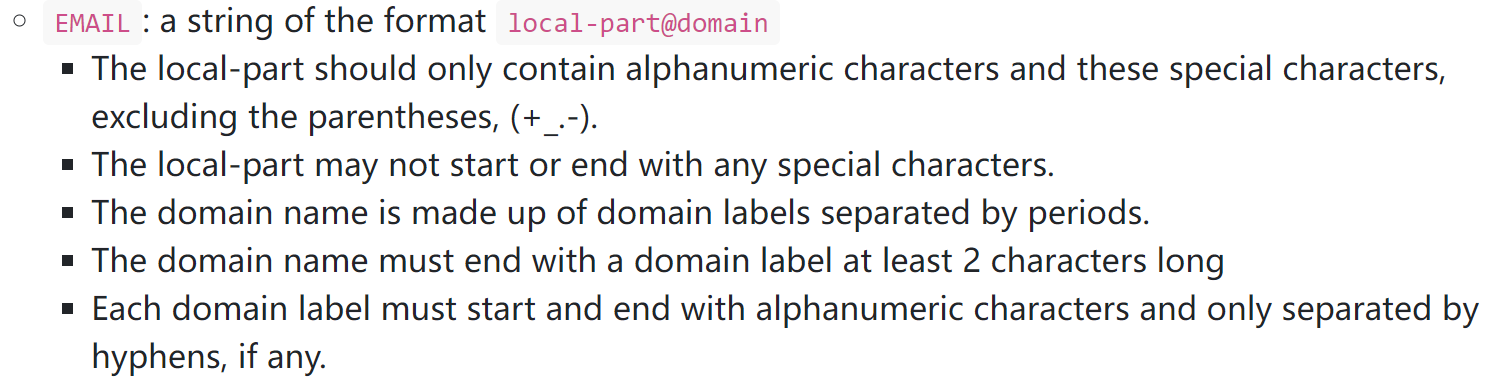 EMAIL : a string of the format local-part@domain
The local-part should only contain alphanumeric characters and these special characters,
excluding the parentheses, (+_.-).
The local-part may not start or end with any special characters.
The domain name is made up of domain labels separated by periods.
The domain name must end with a domain label at least 2 characters long
Each domain label must start and end with alphanumeric characters and only separated by
hyphens, if any.